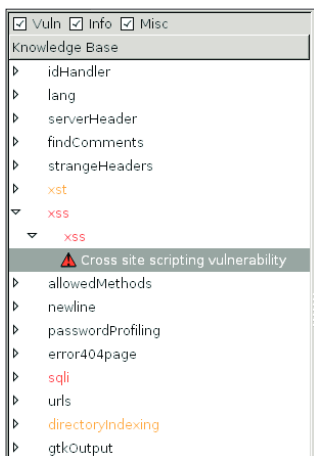 Vuln Info Misc
Knowledge Base
idHandler
lang
serverHeader
findComments
strangeHeaders
xst
xss
xss
Cross site scripting vulnerability
allowedMethods
newline
passwordProfiling
error404page
sqli
urls
directoryIndexing
gtkOutput